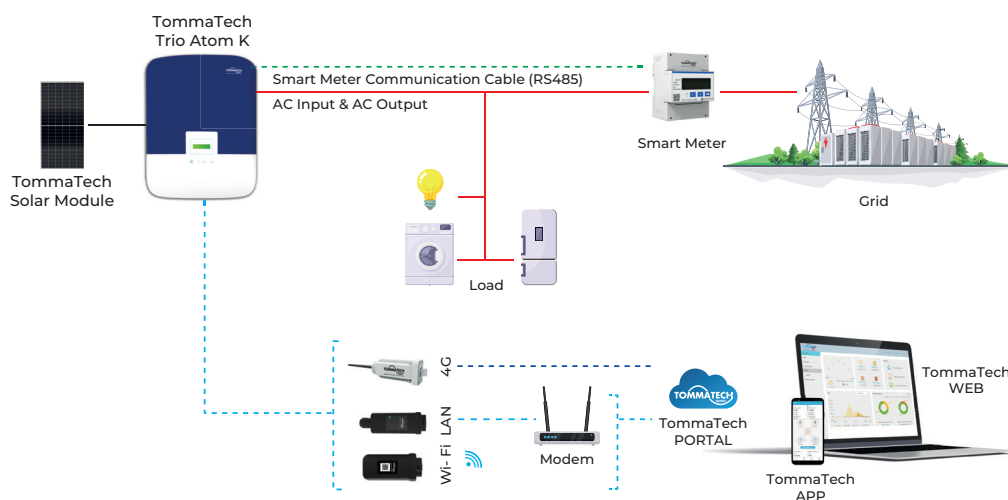 TommaTech
Trio Atom K
TOMMATECH
Smart Meter Communication Cable (RS485)
AC Input & AC Output
TommaTech
Solar Module
Smart Meter
Grid
Load
4G
LAN
Wi- Fi
Modem
TOMMATECH
TommaTech
PORTAL
TommaTech
WEB
TommaTech
APP